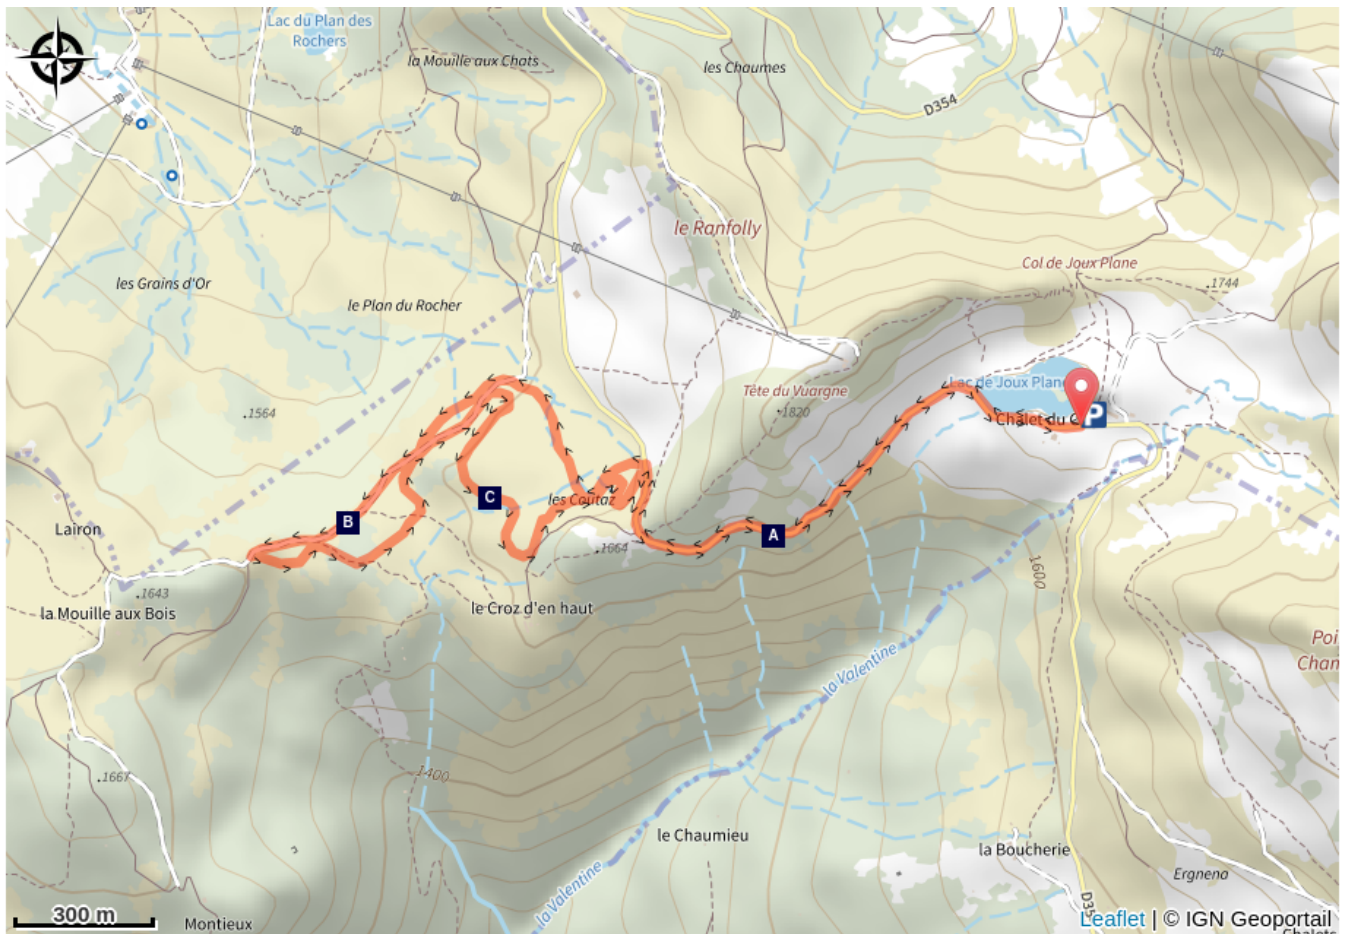 Lac du Plan des
Rochers
la Mouille aux Chats
les Chaumes
D354
le Ranfolly
Col de Joux Plane
.1744
les Grains d'Or
le Plan du Rocher
Lac de Joux Plane
Tête du Vuargne
.1820
.1564
Chalet du
P
C
les Coutaz
B
A
Lairon
.1664
1600
.1643
la Mouille aux Bois
le Croz d'en haut
la Valentine
1400
.1667
le Chaumieu
la Boucherie
Ergnena
la Valentine
300 m
Montieux
Leaflet | © IGN Geoportail